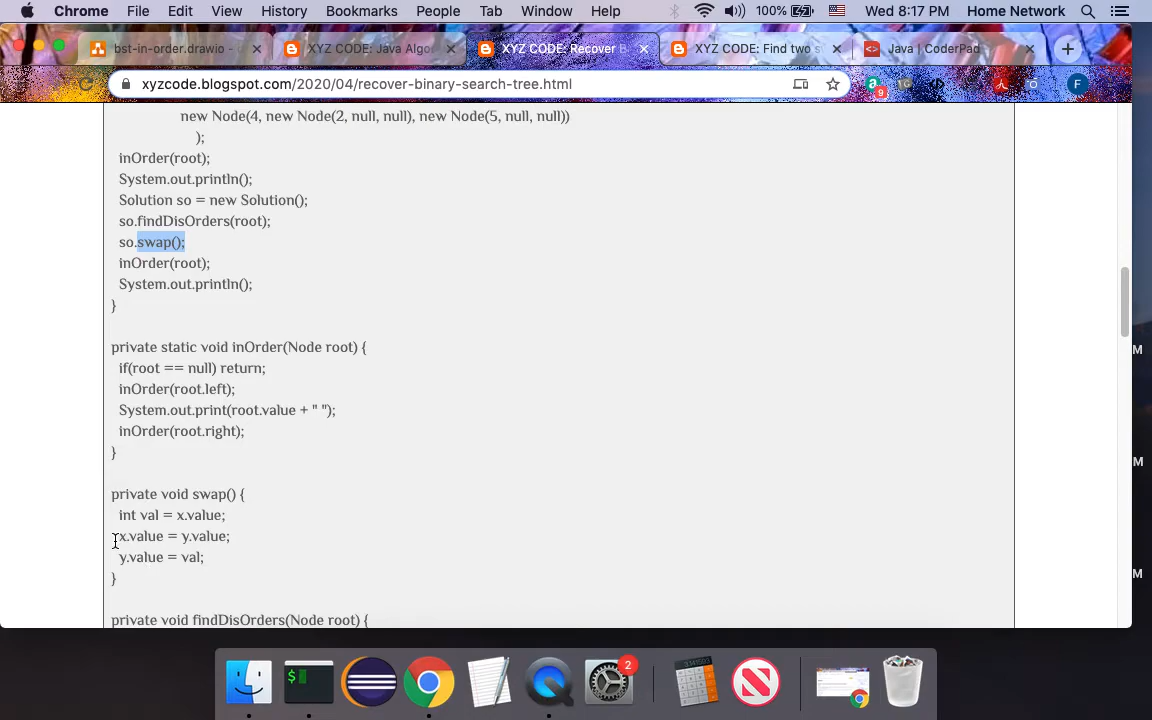 Chrome File Edit View History Bookmarks People Tab Window Help 100% Wed 8:17 PM Home Network
bst-in-order.drawio - XYZ CODE: Java Algo XYZ CODE: Recover B XYZ CODE: Find two s Java | CoderPad
xyzcode.blogspot.com/2020/04/recover-binary-search-tree.html 9 F
new Node(4, new Node(2, null, null), new Node(5, null, null))
);
inOrder(root);
System.out.println();
Solution so = new Solution();
so.findDisOrders(root);
so.swap();
inOrder(root);
System.out.println();
}
private static void inOrder(Node root) {
if(root == null) return;
inOrder(root.left);
System.out.print(root.value + " ");
inOrder(root.right);
}
private void swap() {
int val = x.value;
x.value = y.value;
y.value = val;
}
private void findDisOrders(Node root) {
M
M
M
$
2